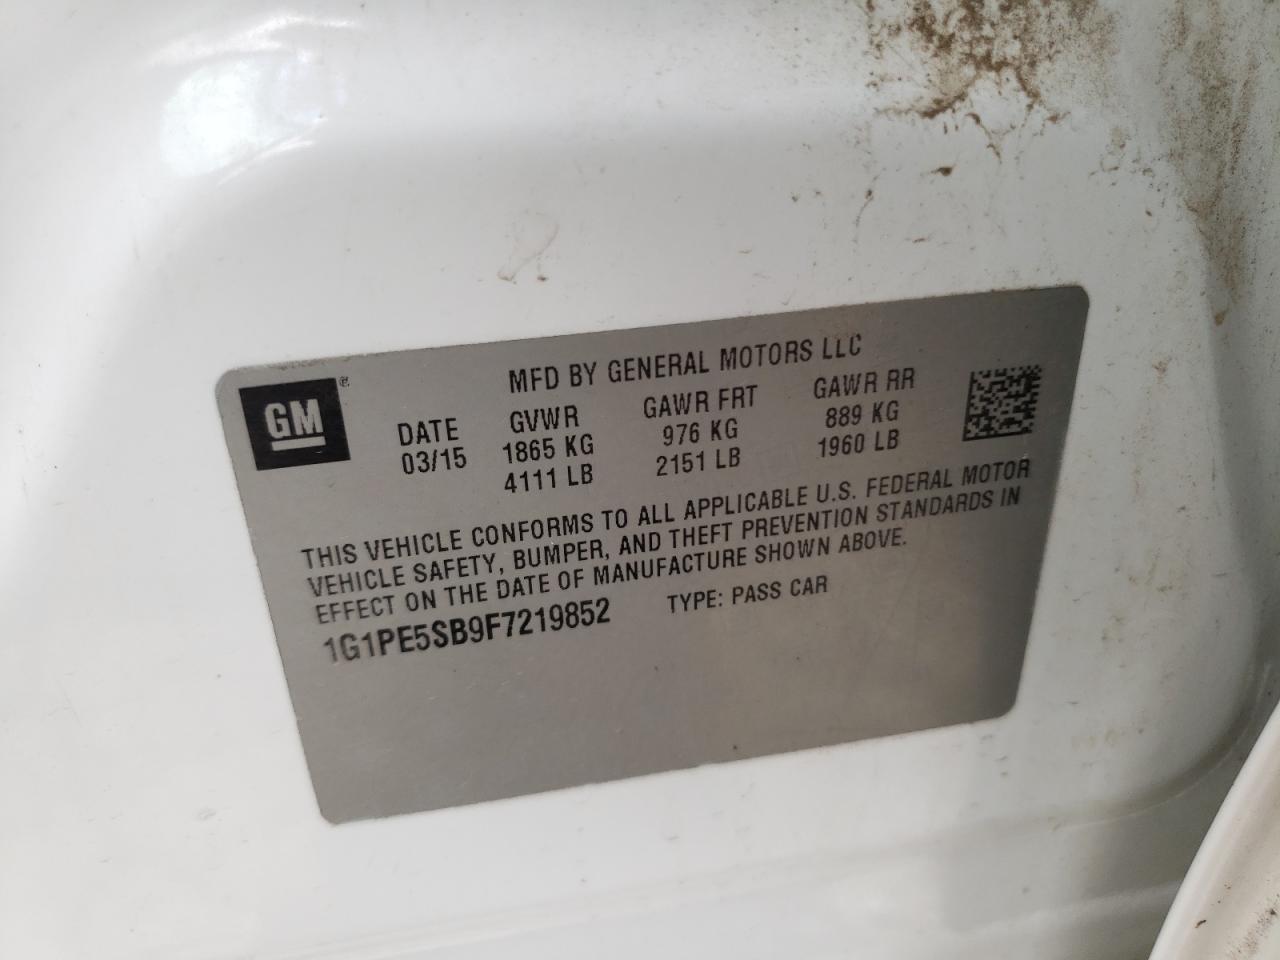 GM
MFD BY GENERAL MOTORS LLC
DATE GVWR GAWR FRT GAWR RR
03/15 1865 KG 976 KG 889 KG
4111 LB 2151 LB 1960 LB
THIS VEHICLE CONFORMS TO ALL APPLICABLE U.S. FEDERAL MOTOR
VEHICLE SAFETY, BUMPER, AND THEFT PREVENTION STANDARDS IN
EFFECT ON THE DATE OF MANUFACTURE SHOWN ABOVE.
1G1PE5SB9F7219852 TYPE: PASS CAR